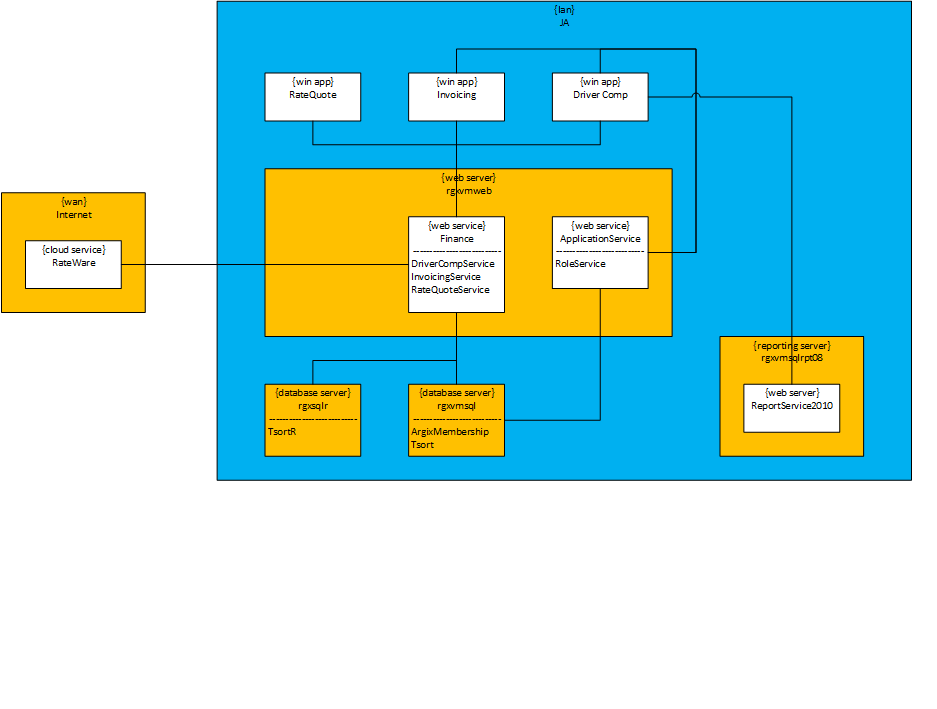 {lan}
JA
{win app}
RateQuote
{win app}
Invoicing
{win app}
Driver Comp
{web server}
rgxvmweb
{wan}
Internet
{cloud service}
RateWare
{web service}
Finance
DriverCompService
InvoicingService
RateQuoteService
{web service}
ApplicationService
RoleService
{reporting server}
rgxvmsqlrpt08
{web server}
ReportService2010
{database server}
rgxsqlr
TsortR
{database server}
rgxvmsql
ArgixMembership
Tsort